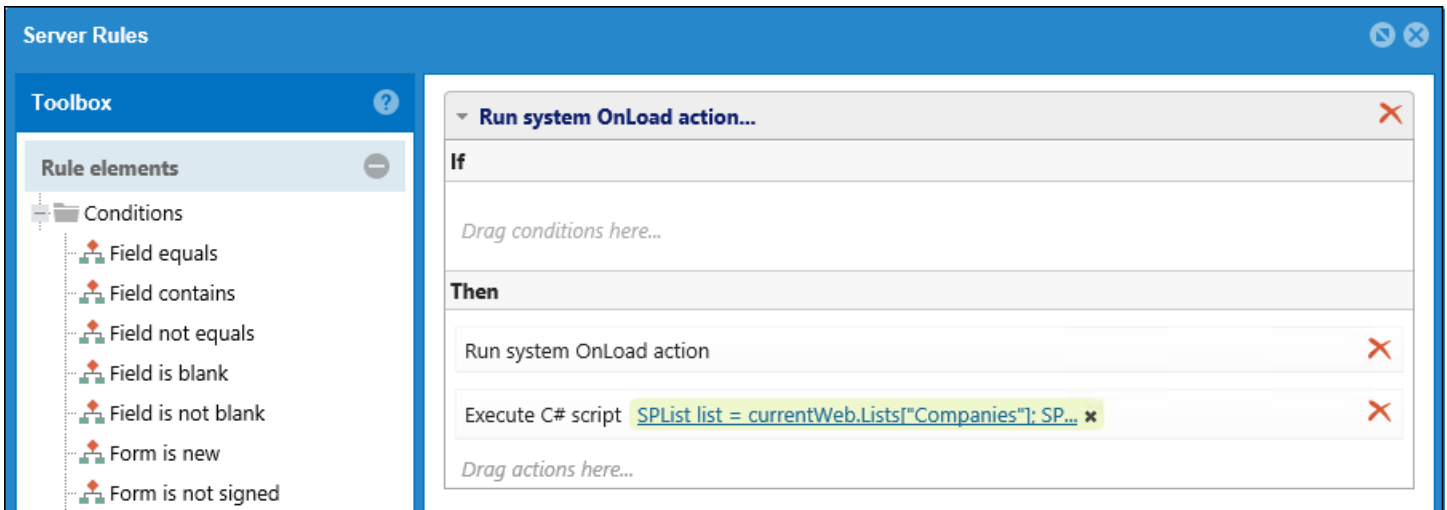 Server Rules
Toolbox
?
Rule elements
Conditions
Field equals
Field contains
Field not equals
Field is blank
Field is not blank
Form is new
Form is not signed
Run system OnLoad action...
If
Drag conditions here...
Then
Run system OnLoad action
Execute C# script SPList list = currentWeb.Lists["Companies"]; SP...
Drag actions here...